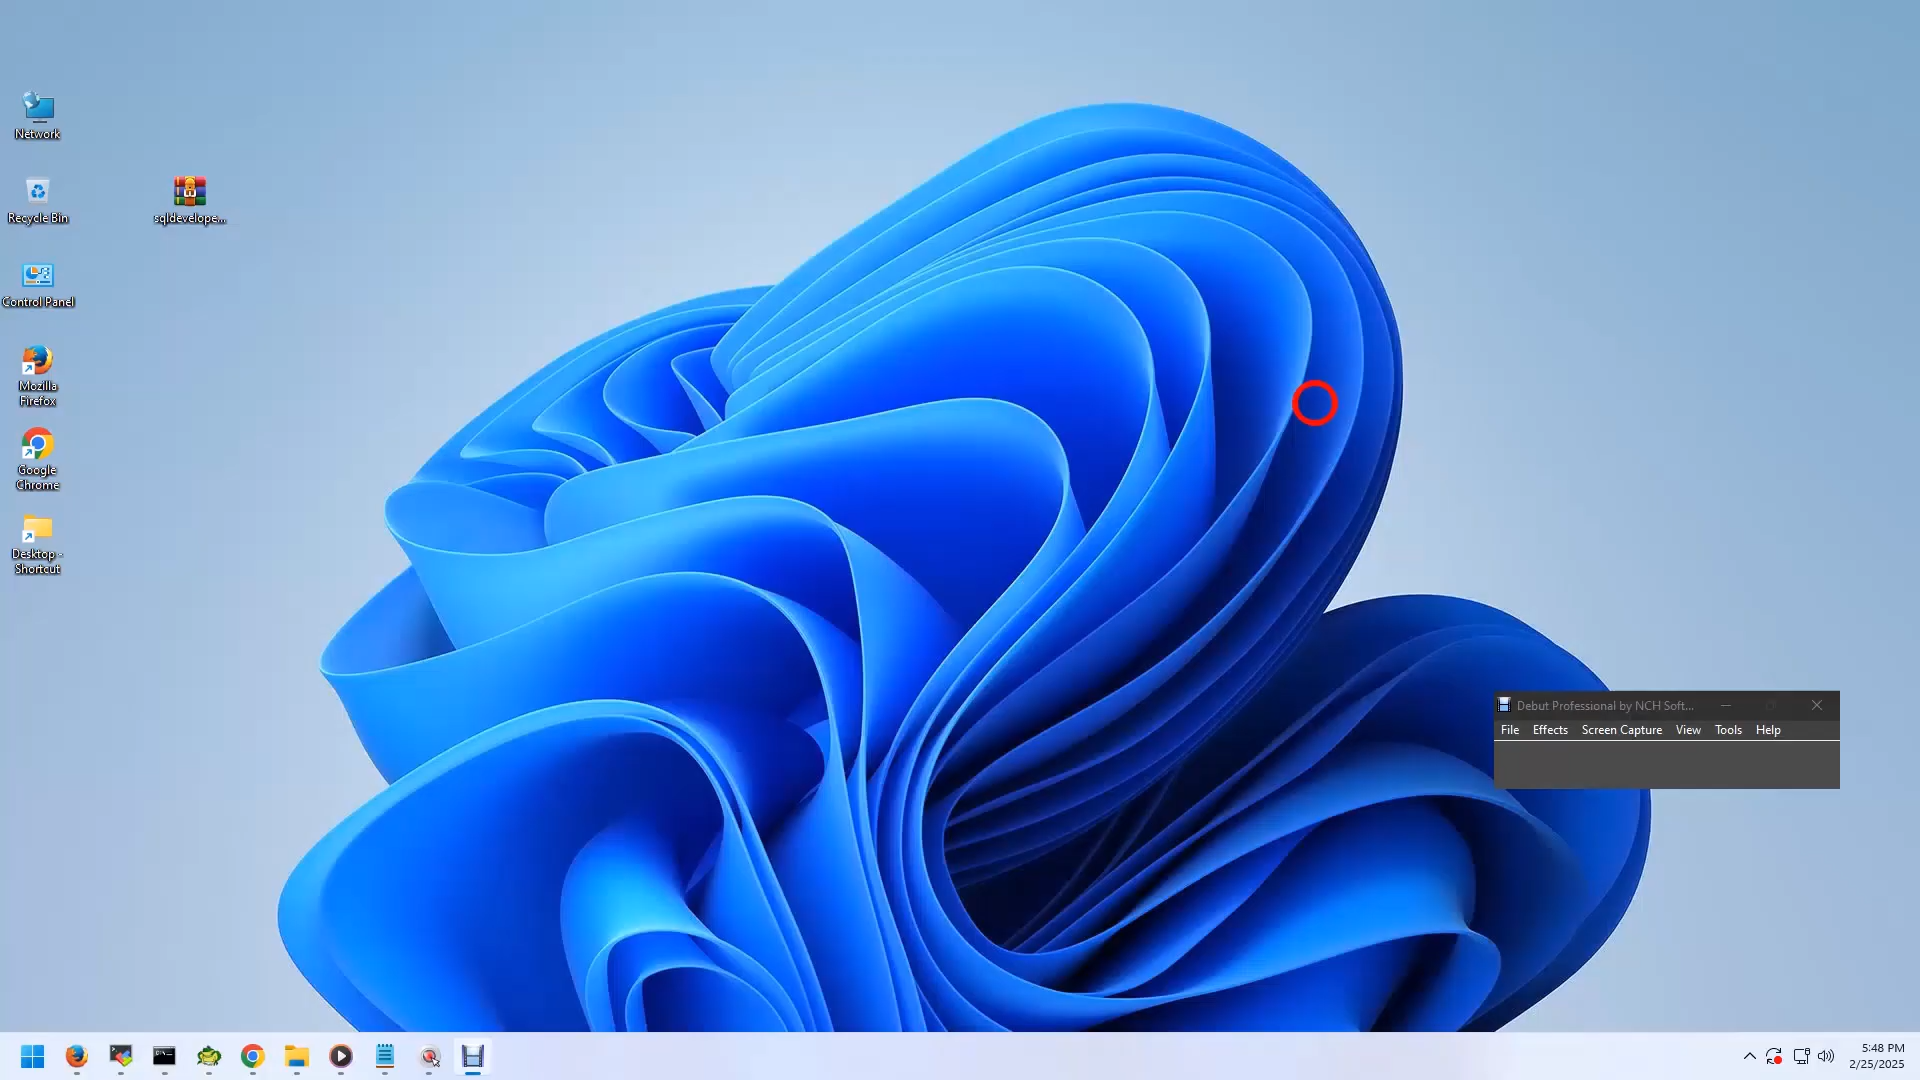 Network
Recycle Bin
sqldevelope...
Control Panel
Mozilla
Firefox
Google
Chrome
Desktop -
Shortcut
Debut Professional by NCH Soft...
File Effects Screen Capture View Tools Help
5:48 PM
2/25/2025